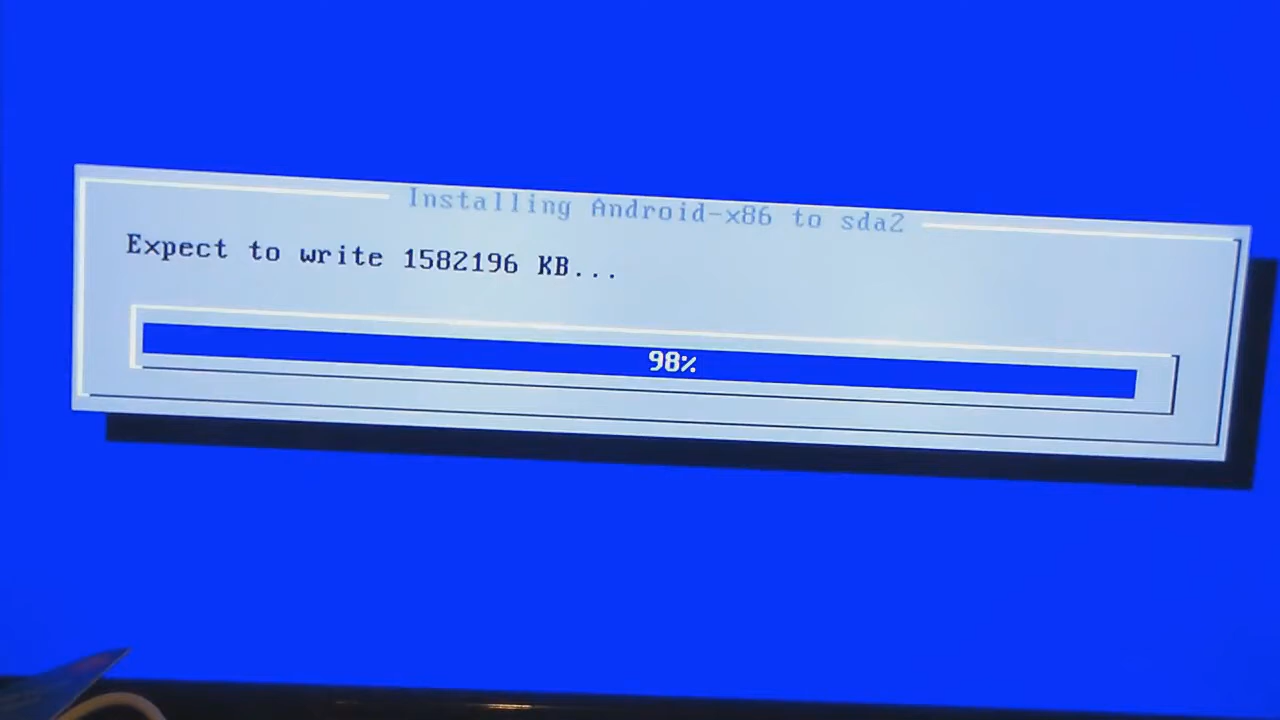 Installing Android-x86 to sda2
Expect to write 1582196 KB...
98%